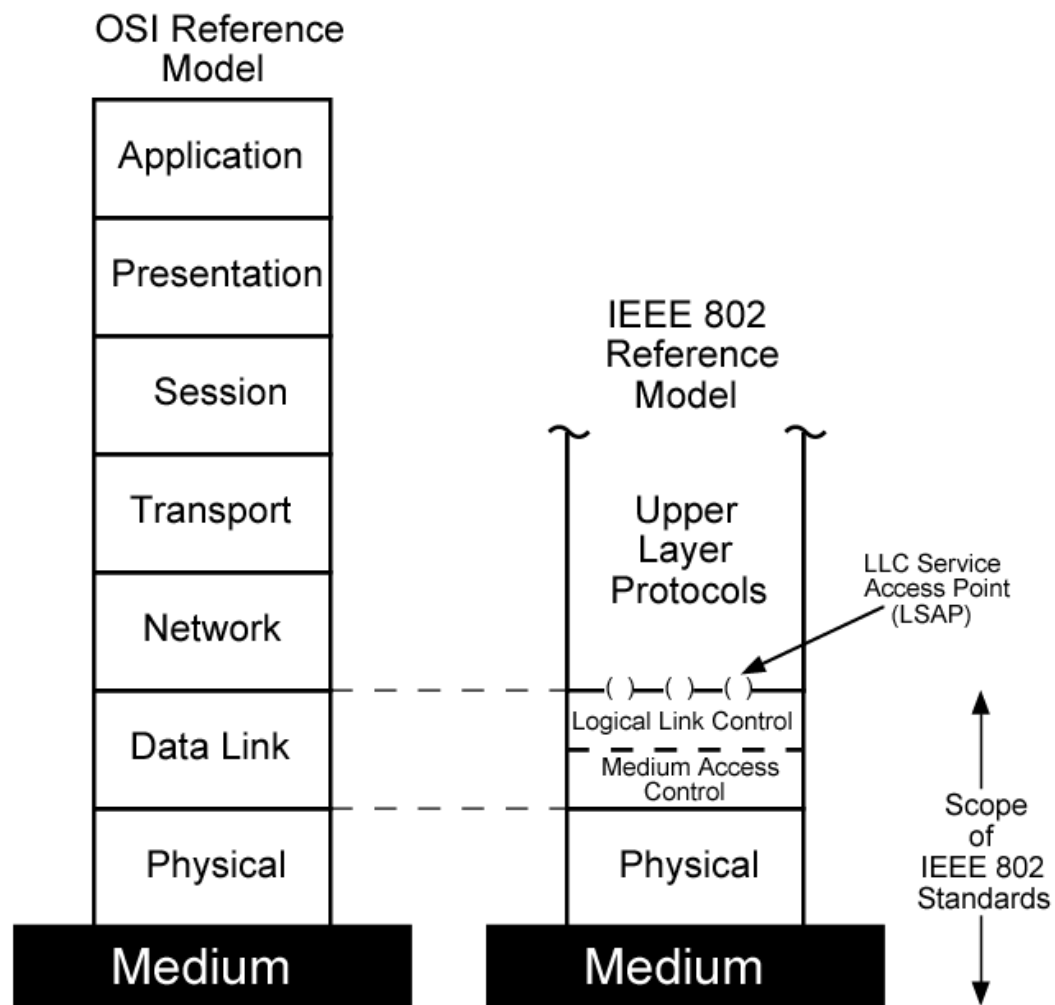 OSI Reference
Model
Application
Presentation
Session
Transport
Network
Data Link
Physical
Medium
IEEE 802
Reference
Model
Upper
Layer
Protocols
LLC Service
Access Point
(LSAP)
( ) ( ) ( )
Logical Link Control
Medium Access
Control
Physical
Medium
Scope
of
IEEE 802
Standards